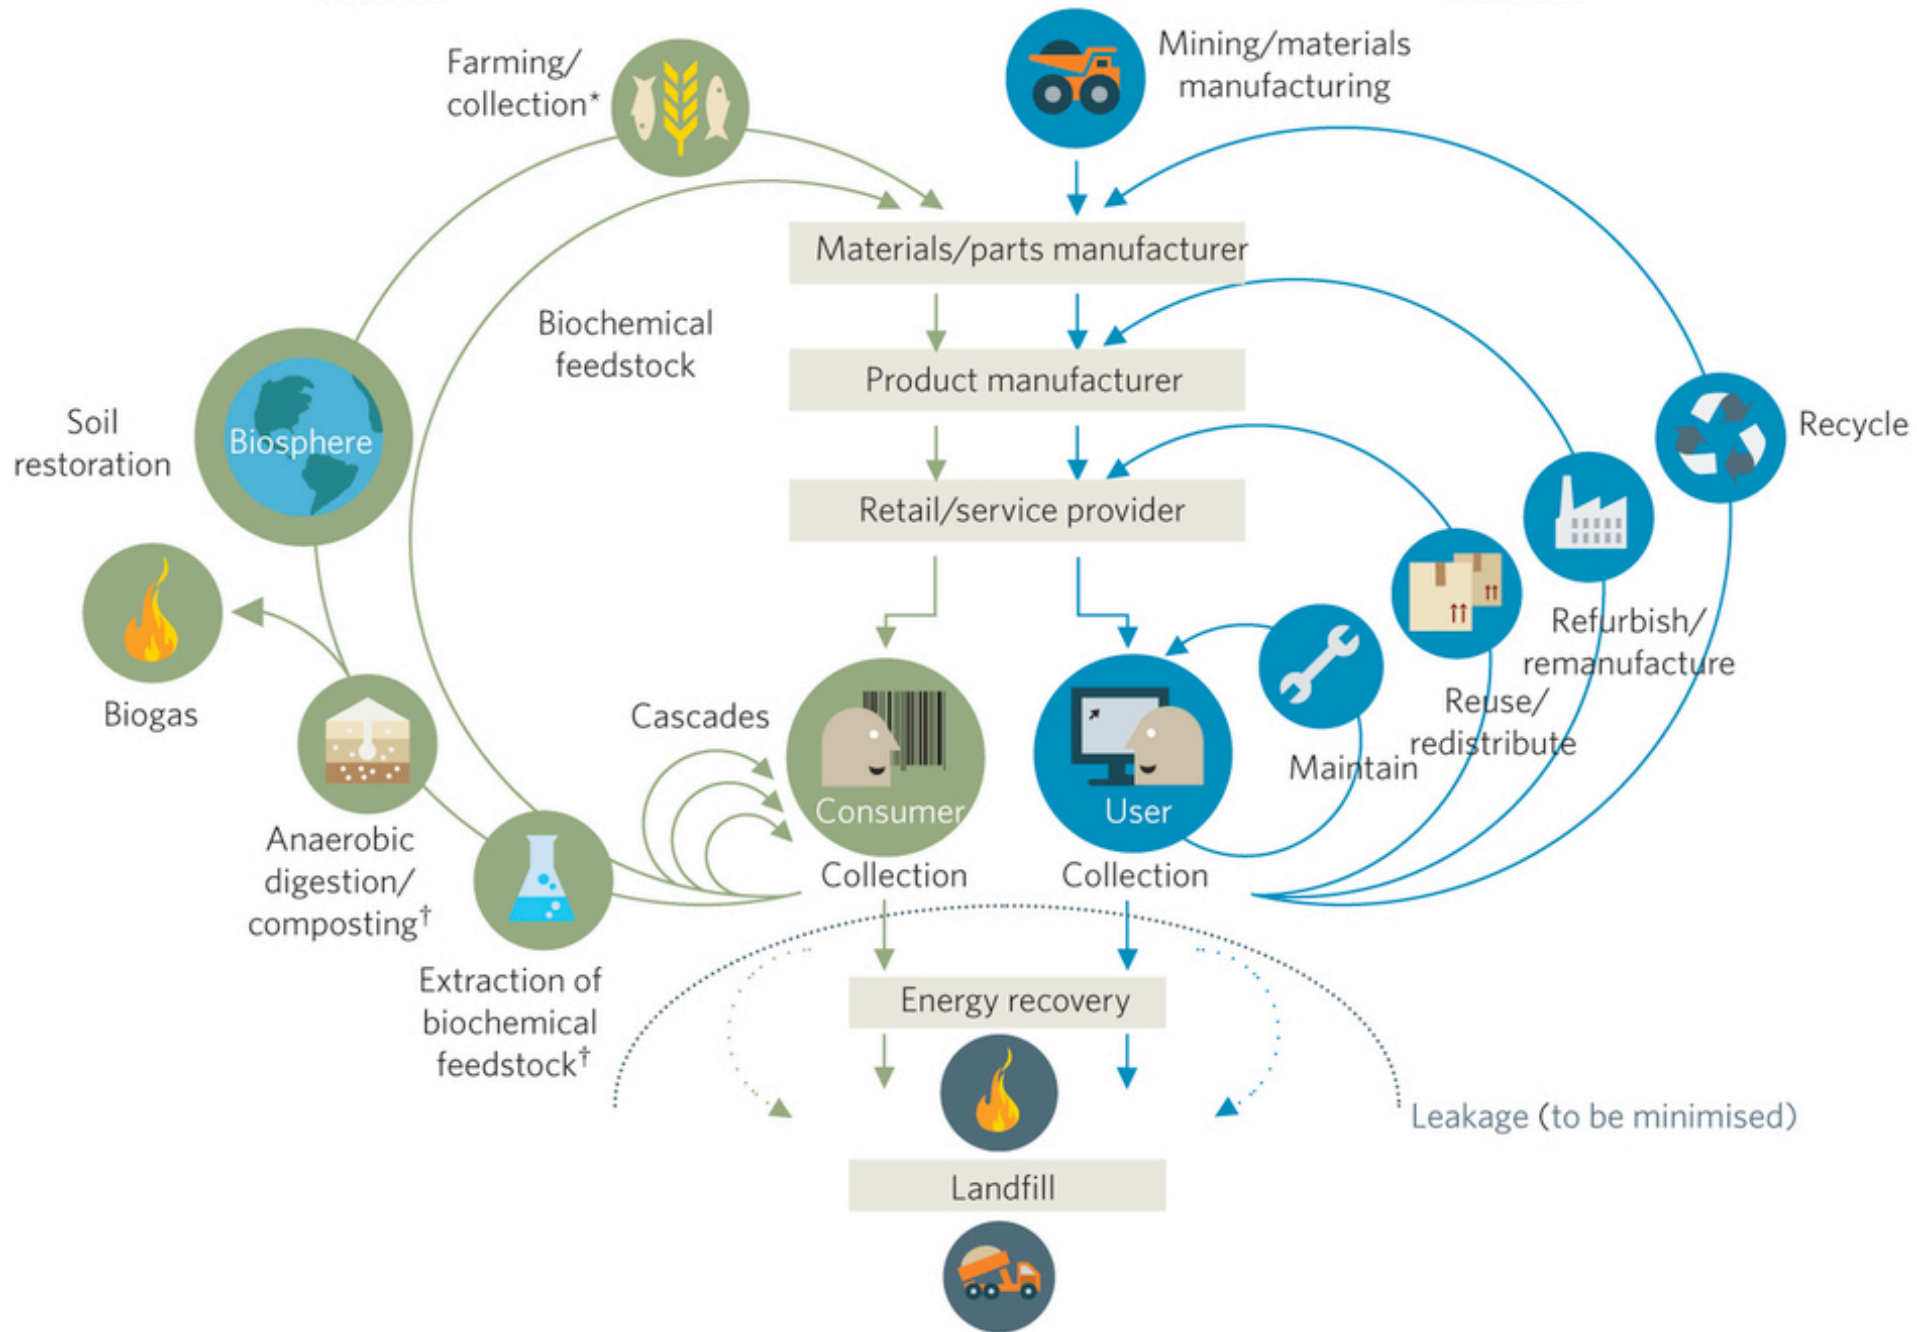 Farming/
collection*
Mining/materials
manufacturing
Materials/parts manufacturer
Biochemical
feedstock
Product manufacturer
Soil
restoration
Biosphere
Recycle
Retail/service provider
Biogas
Refurbish/
remanufacture
Reuse/
redistribute
Cascades
Maintain
Consumer
User
Anaerobic
digestion/
composting†
Collection
Collection
Extraction of
biochemical
feedstock†
Energy recovery
Leakage (to be minimised)
Landfill